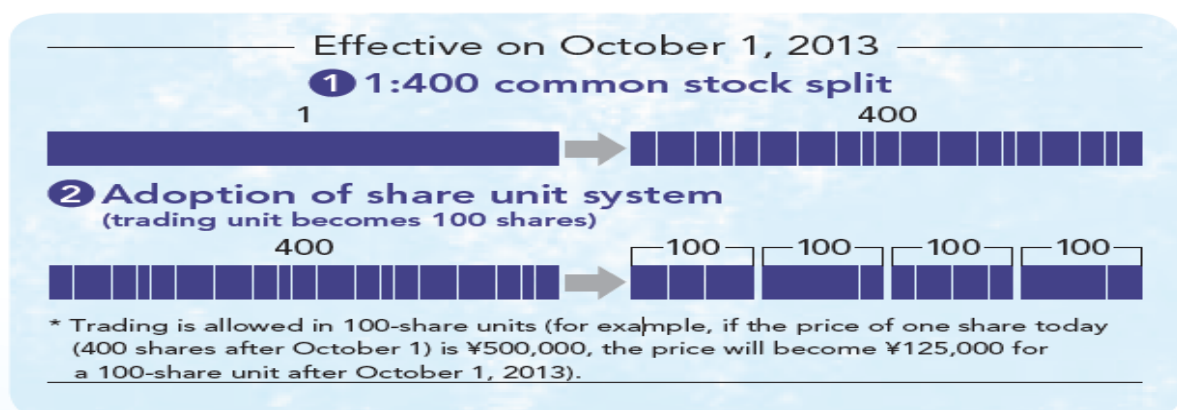 Effective on October 1, 2013
1 1:400 common stock split
1
400
2 Adoption of share unit system
(trading unit becomes 100 shares)
400
100 100 100 100
* Trading is allowed in 100-share units (for example, if the price of one share today
(400 shares after October 1) is ¥500,000, the price will become ¥125,000 for
a 100-share unit after October 1, 2013).